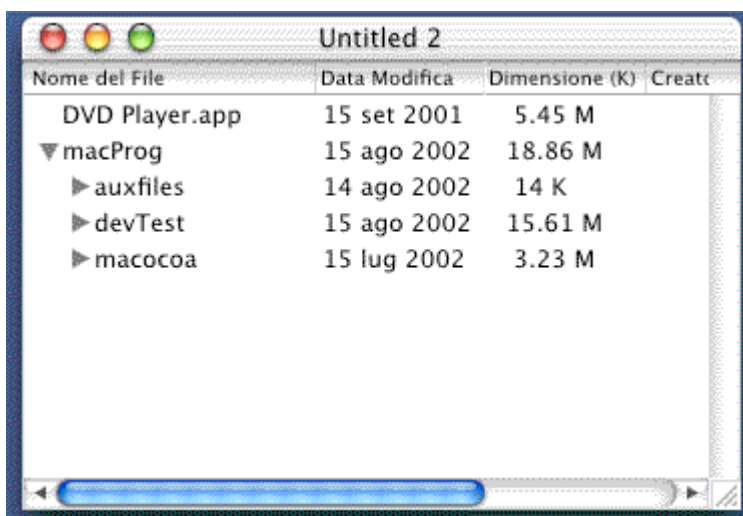 Untitled 2
Nome del File Data Modifica Dimensione (K) Creato
DVD Player.app 15 set 2001 5.45 M
macProg 15 ago 2002 18.86 M
auxfiles 14 ago 2002 14 K
devTest 15 ago 2002 15.61 M
macocoa 15 lug 2002 3.23 M